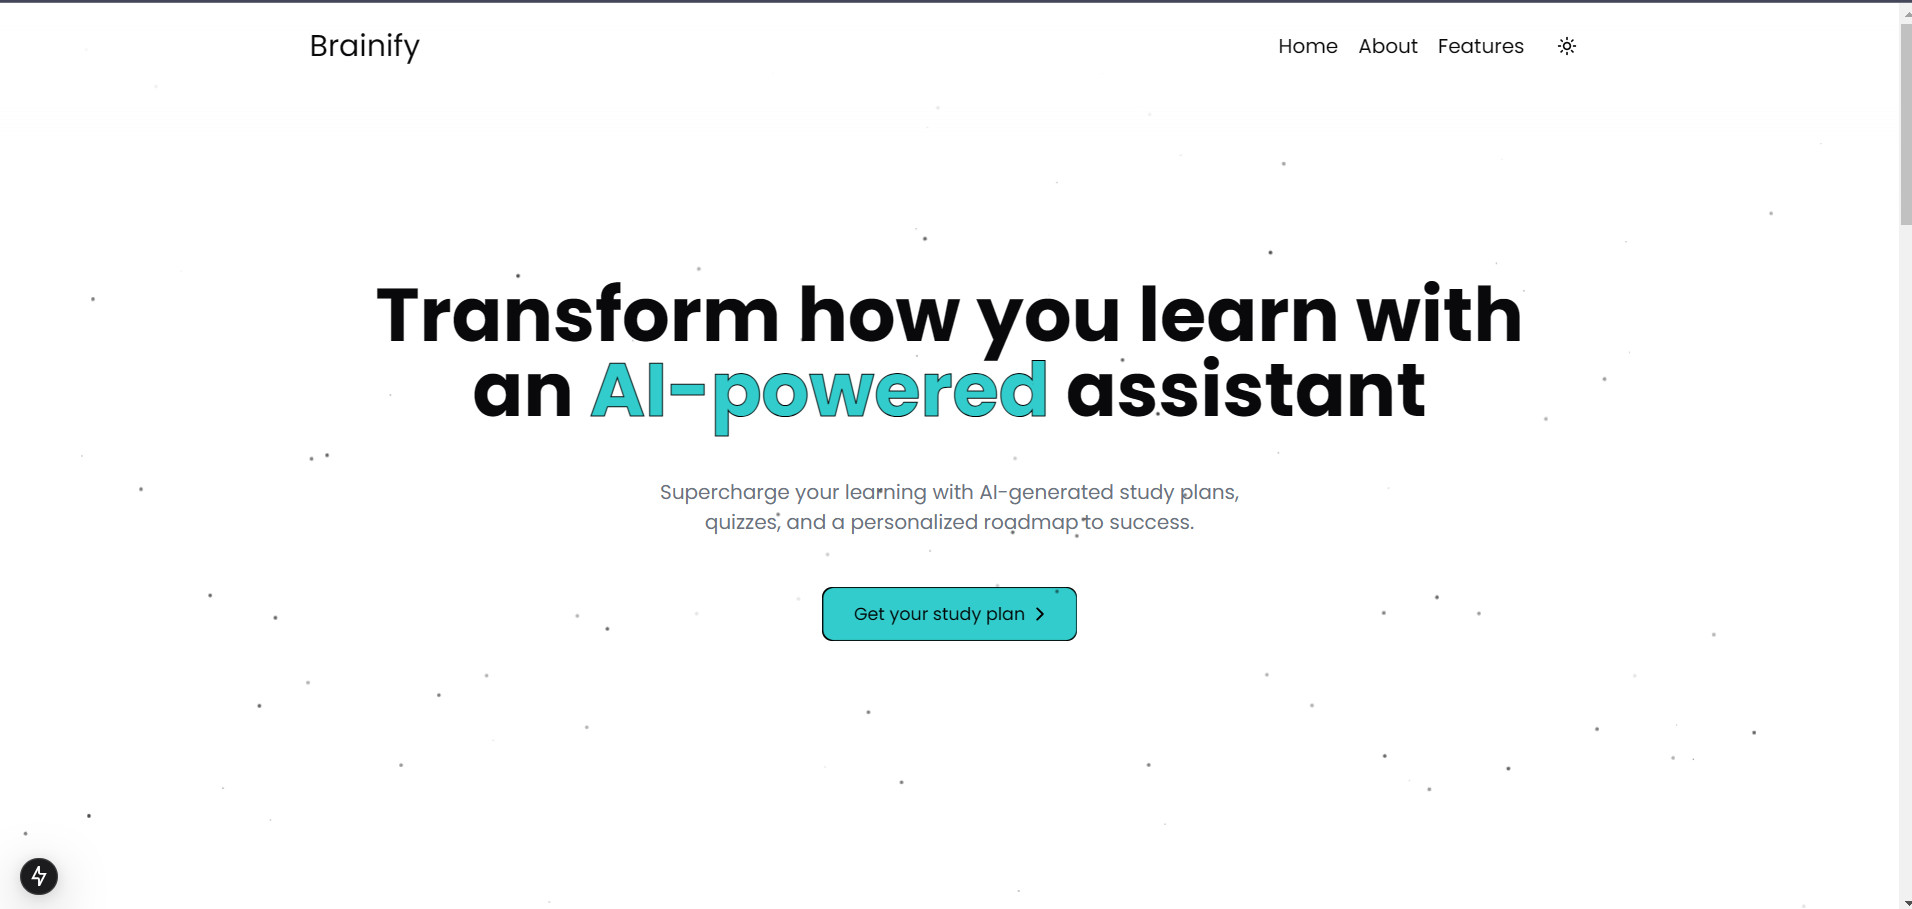 Brainify
Home About Features
Transform how you learn with
an AI-powered assistant
Supercharge your learning with AI-generated study plans,
quizzes, and a personalized roadmap to success.
Get your study plan